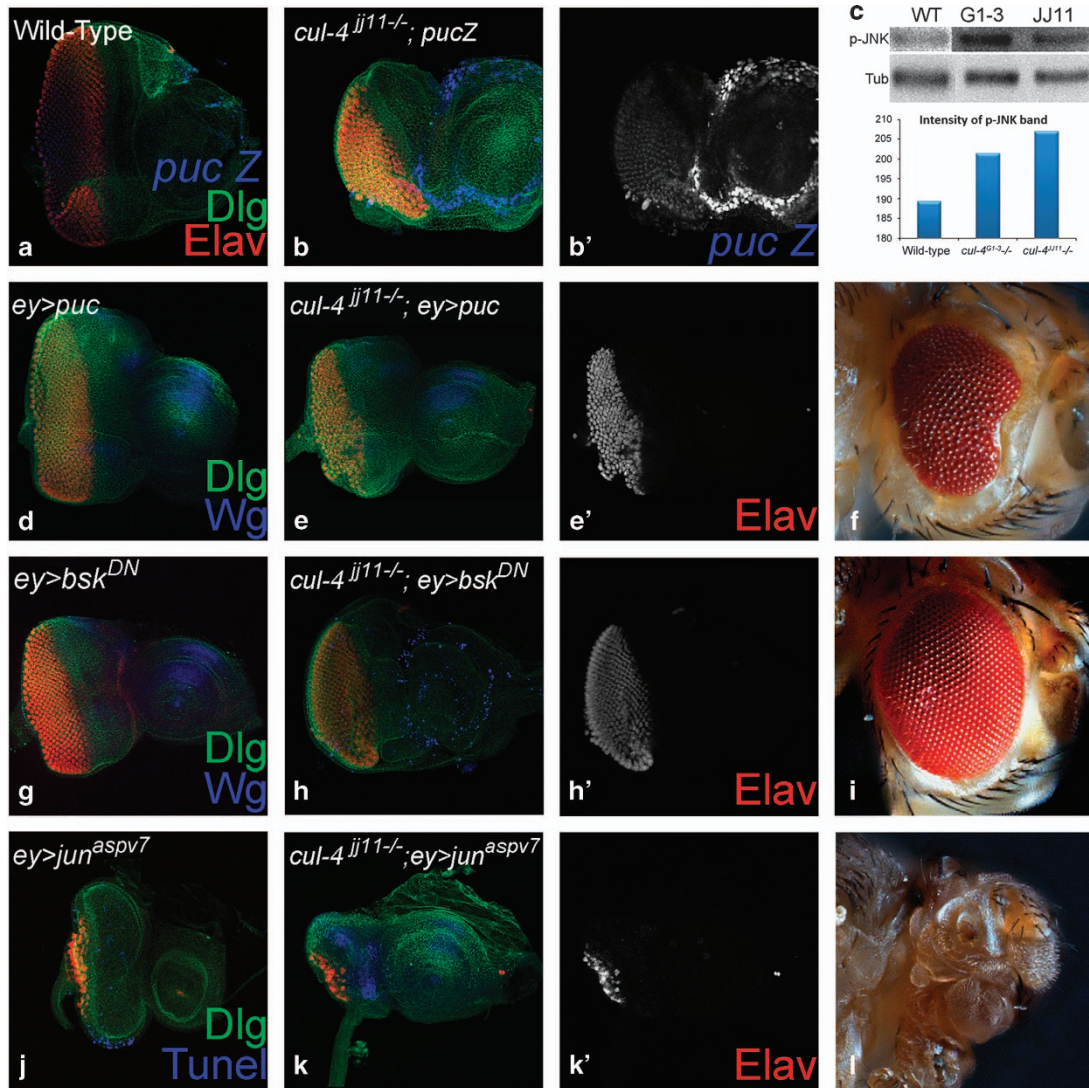 Wild-Type
puc Z
Dlg
Elav
a
cul-4 jj11-/-; pucZ
b
puc Z
b'
c
WT G1-3 JJ11
p-JNK
Tub
Intensity of p-JNK band
210
205
200
195
190
185
180
Wild-type cul-4G1-3-/- cul-4JJ11-/-
ey>puc
Dlg
Wg
d
cul-4 jj11-/-; ey>puc
e
Elav
e'
f
ey>bskDN
Dlg
Wg
g
cul-4 jj11-/-; ey>bskDN
h
Elav
h'
i
ey>junaspv7
Dlg
Tunel
j
cul-4 jj11-/-;ey>junaspv7
k
Elav
k'
l